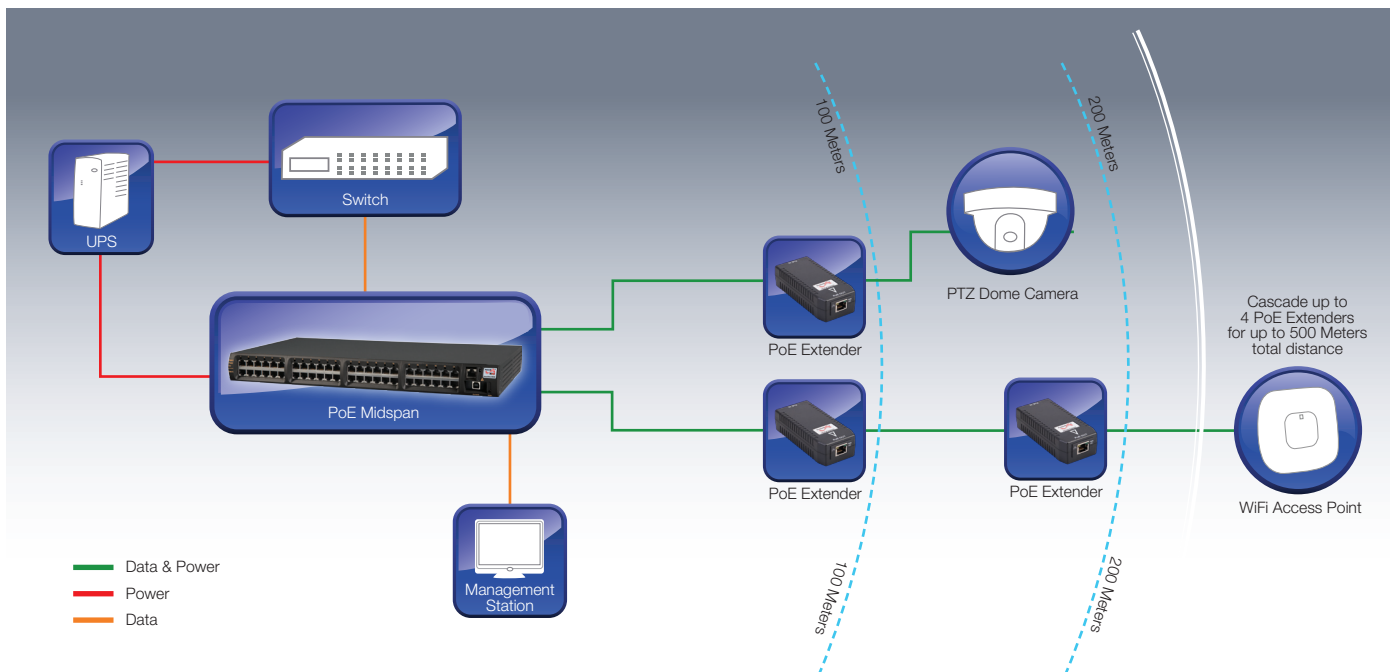 100 Meters
200 Meters
Switch
UPS
PTZ Dome Camera
Cascade up to
4 PoE Extenders
for up to 500 Meters
total distance
PoE Extender
PoE Midspan
PoE Extender
PoE Extender
WiFi Access Point
Data & Power
Power
Data
Management
Station
100 Meters
200 Meters